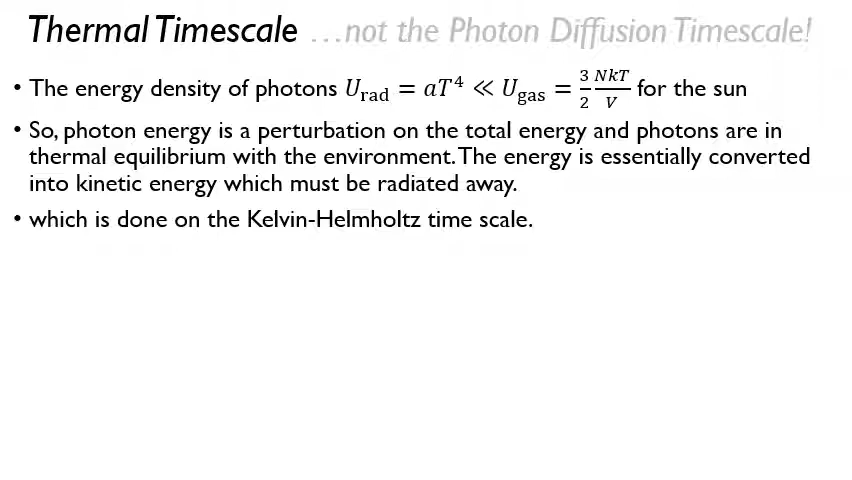 Thermal Timescale …not the Photon Diffusion Timescale!
• The energy density of photons U_rad = aT⁴ ≪ U_gas = 3/2 NkT/V for the sun
• So, photon energy is a perturbation on the total energy and photons are in
thermal equilibrium with the environment. The energy is essentially converted
into kinetic energy which must be radiated away.
• which is done on the Kelvin-Helmholtz time scale.